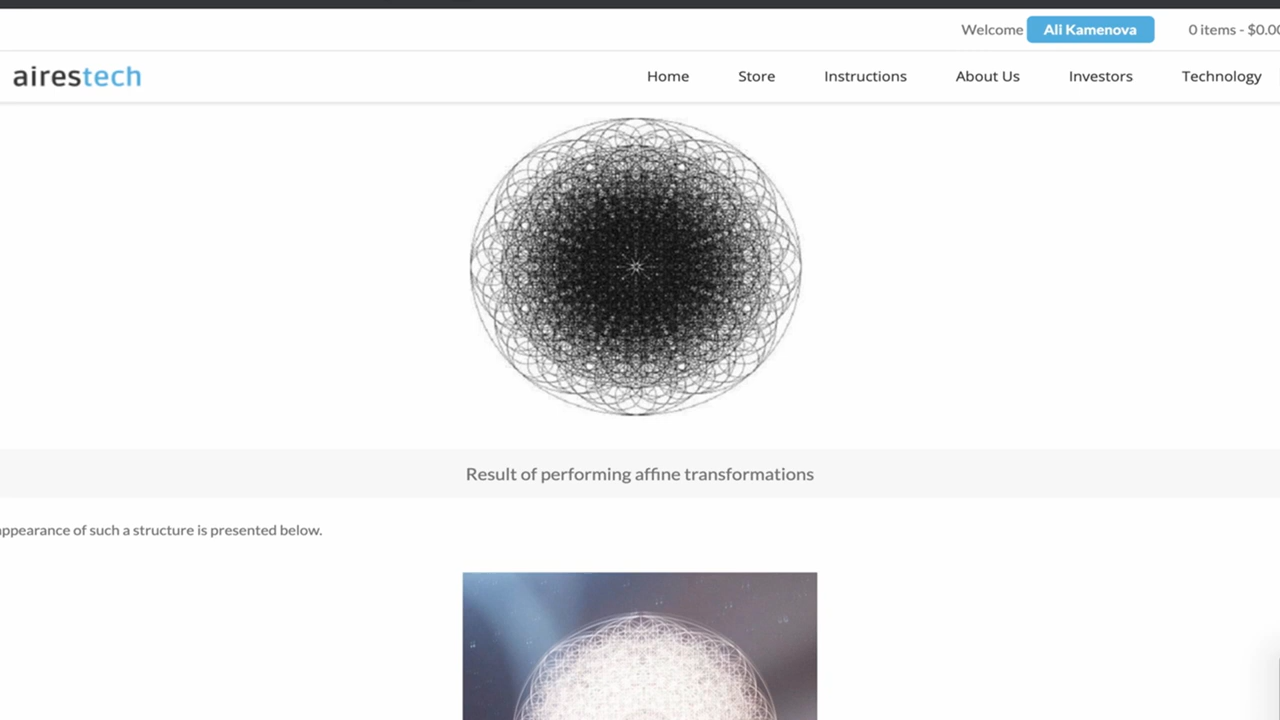 Welcome Ali Kamenova 0 items - $0.00
airestech Home Store Instructions About Us Investors Technology
Result of performing affine transformations
appearance of such a structure is presented below.